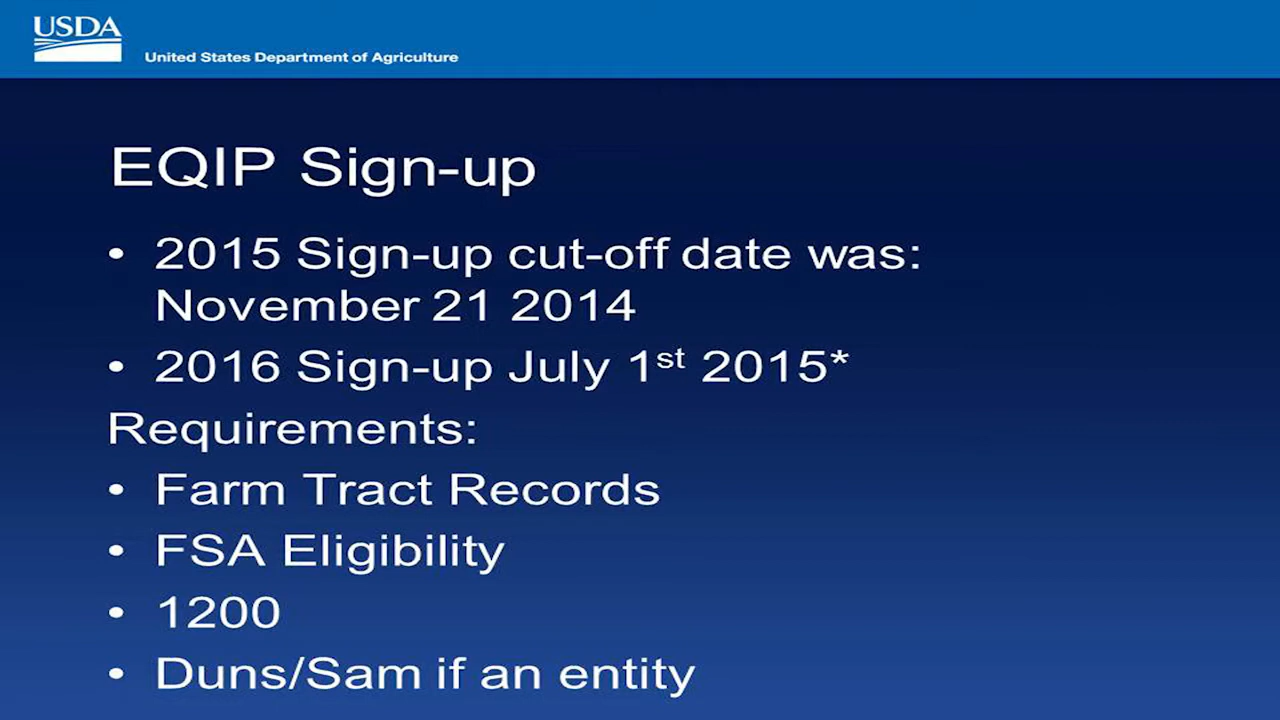 USDA
United States Department of Agriculture
EQIP Sign-up
• 2015 Sign-up cut-off date was:
November 21 2014
• 2016 Sign-up July 1st 2015*
Requirements:
• Farm Tract Records
• FSA Eligibility
• 1200
• Duns/Sam if an entity